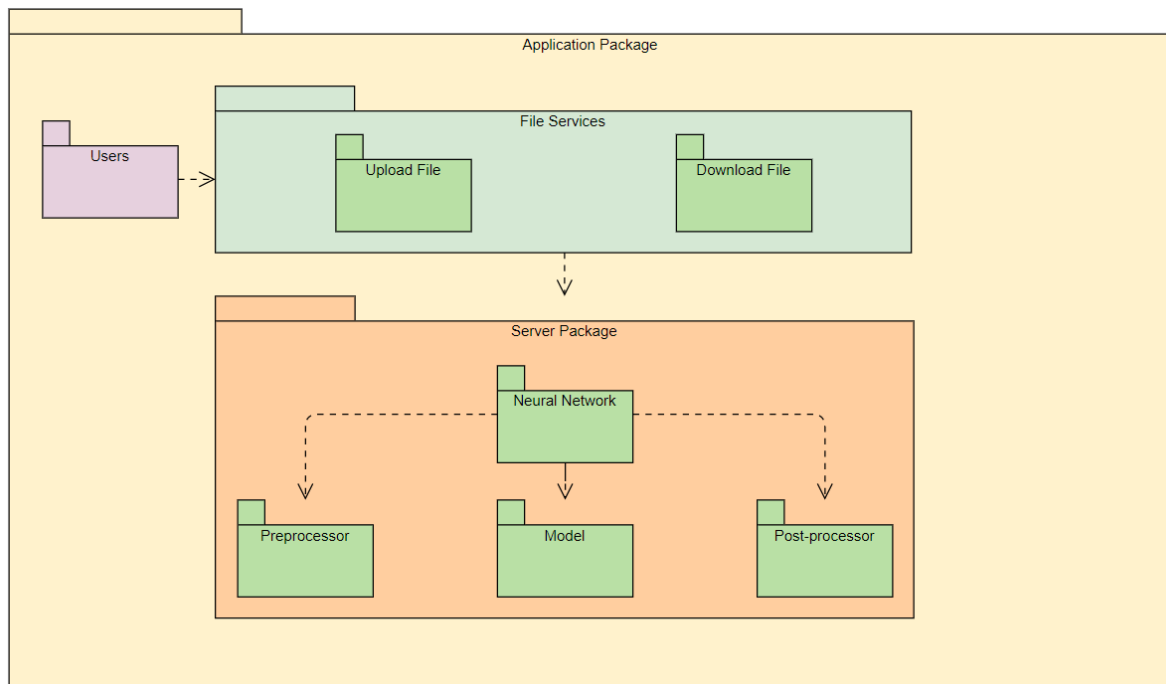 Application Package
File Services
Users
Upload File
Download File
Server Package
Neural Network
Preprocessor
Model
Post-processor